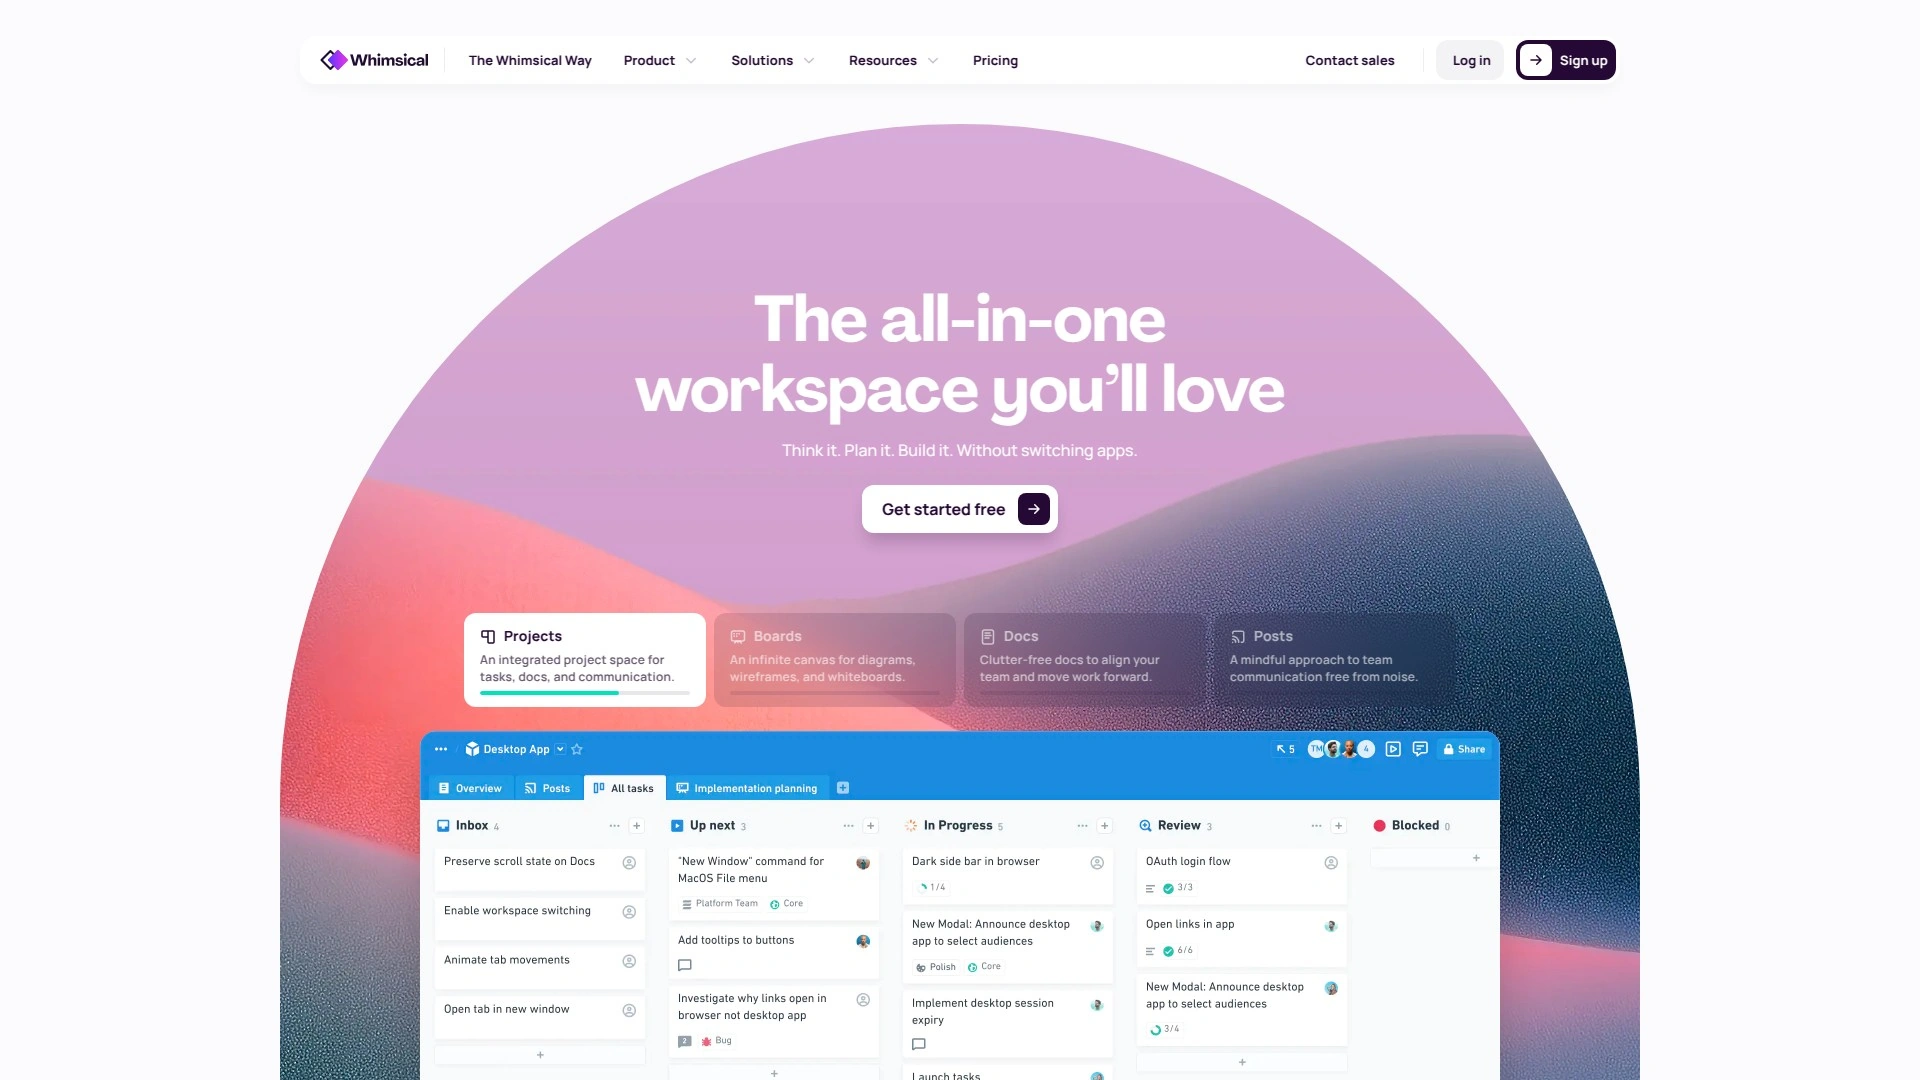 Whimsical
The Whimsical Way
Product
Solutions
Resources
Pricing
Contact sales
Log in
Sign up
The all-in-one
workspace you’ll love
Think it. Plan it. Build it. Without switching apps.
Get started free
Projects
An integrated project space for
tasks, docs, and communication.
Boards
An infinite canvas for diagrams,
wireframes, and whiteboards.
Docs
Clutter-free docs to align your
team and move work forward.
Posts
A mindful approach to team
communication free from noise.
Desktop App
5
TM
4
Share
Overview
Posts
All tasks
Implementation planning
Inbox 4
Preserve scroll state on Docs
Enable workspace switching
Animate tab movements
Open tab in new window
Up next 3
"New Window" command for
MacOS File menu
Platform Team
Core
Add tooltips to buttons
Investigate why links open in
browser not desktop app
2
Bug
In Progress 5
Dark side bar in browser
1/4
New Modal: Announce desktop
app to select audiences
Polish
Core
Implement desktop session
expiry
Launch tasks
Review 3
OAuth login flow
3/3
Open links in app
6/6
New Modal: Announce desktop
app to select audiences
3/4
Blocked 0